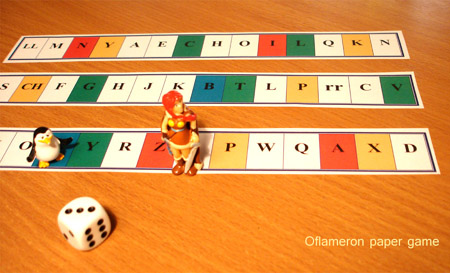 LL M N Y A E C H O I L Q K N
S CH F G H J K B T L P rr C V
O Y R Z P W Q A X D
Oflameron paper game